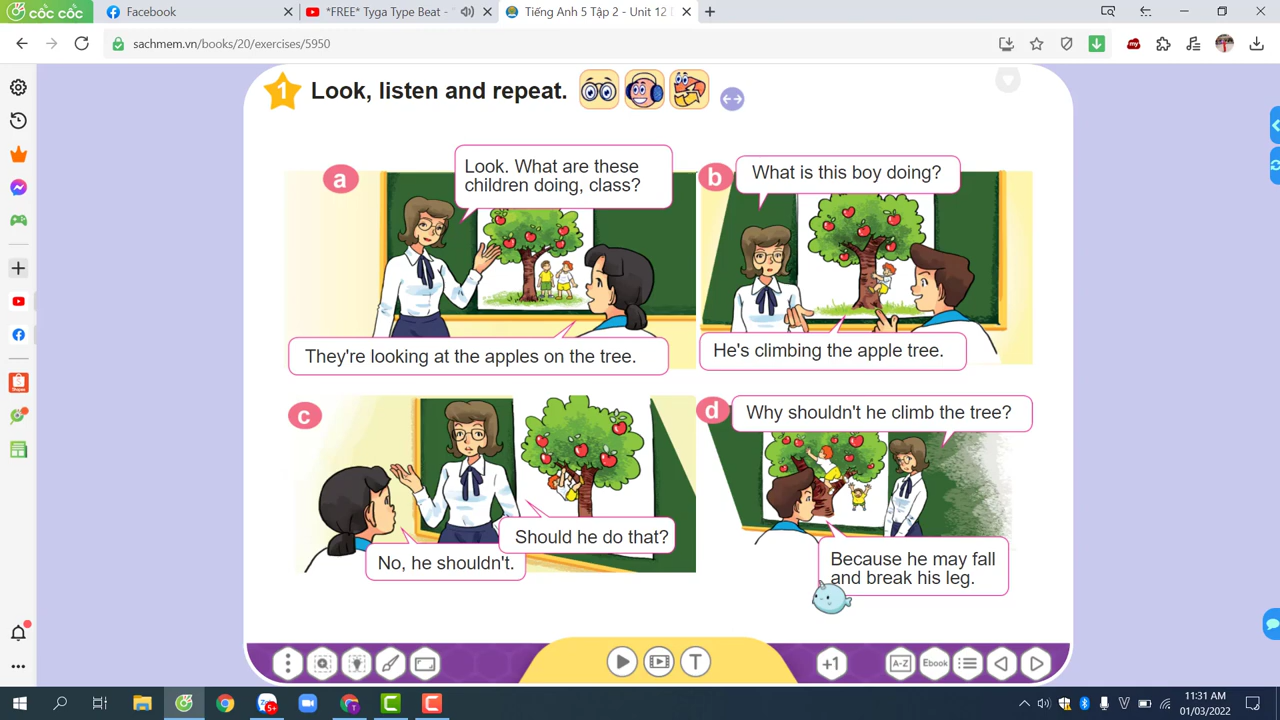 CỐC CỐC
Facebook
*FREE* Tyga Type Beat -
Tiếng Anh 5 Tập 2 - Unit 12
sachmem.vn/books/20/exercises/5950
my
1
Look, listen and repeat.
a
Look. What are these
children doing, class?
They're looking at the apples on the tree.
b
What is this boy doing?
He's climbing the apple tree.
c
Should he do that?
No, he shouldn't.
d
Why shouldn't he climb the tree?
Because he may fall
and break his leg.
T
+1
A-Z
Ebook
5+
T
C
C
V
11:31 AM
01/03/2022